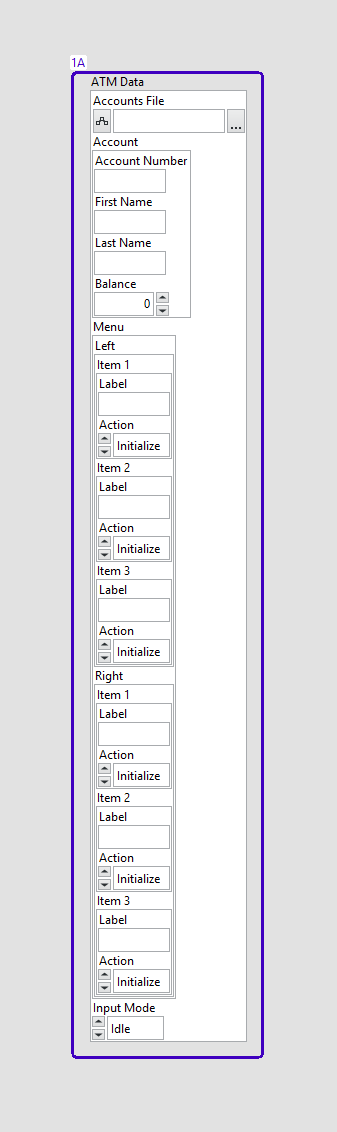 1A
ATM Data
Accounts File
...
Account
Account Number
First Name
Last Name
Balance
0
Menu
Left
Item 1
Label
Action
Initialize
Item 2
Label
Action
Initialize
Item 3
Label
Action
Initialize
Right
Item 1
Label
Action
Initialize
Item 2
Label
Action
Initialize
Item 3
Label
Action
Initialize
Input Mode
Idle